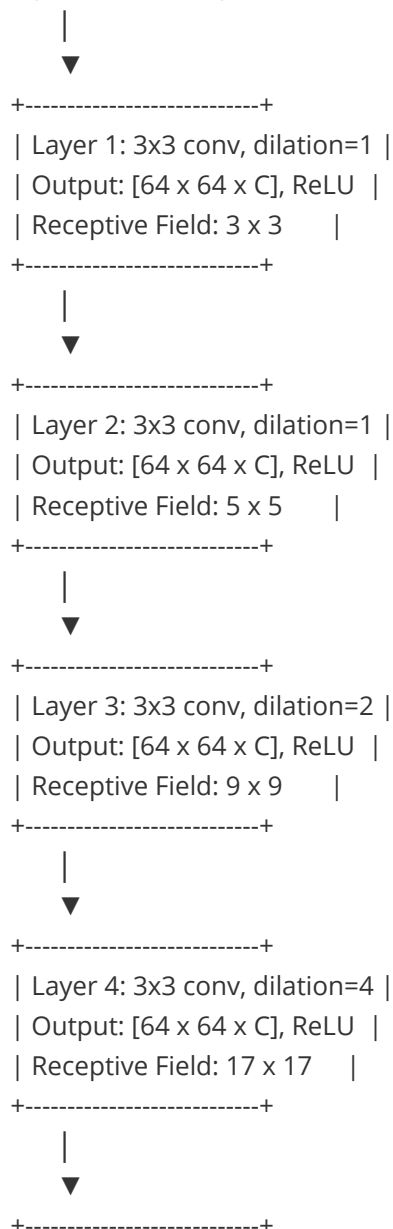 |
▼
+----------------------------+
| Layer 1: 3x3 conv, dilation=1 |
| Output: [64 x 64 x C], ReLU |
| Receptive Field: 3 x 3 |
+----------------------------+
|
▼
+----------------------------+
| Layer 2: 3x3 conv, dilation=1 |
| Output: [64 x 64 x C], ReLU |
| Receptive Field: 5 x 5 |
+----------------------------+
|
▼
+----------------------------+
| Layer 3: 3x3 conv, dilation=2 |
| Output: [64 x 64 x C], ReLU |
| Receptive Field: 9 x 9 |
+----------------------------+
|
▼
+----------------------------+
| Layer 4: 3x3 conv, dilation=4 |
| Output: [64 x 64 x C], ReLU |
| Receptive Field: 17 x 17 |
+----------------------------+
|
▼
+----------------------------+